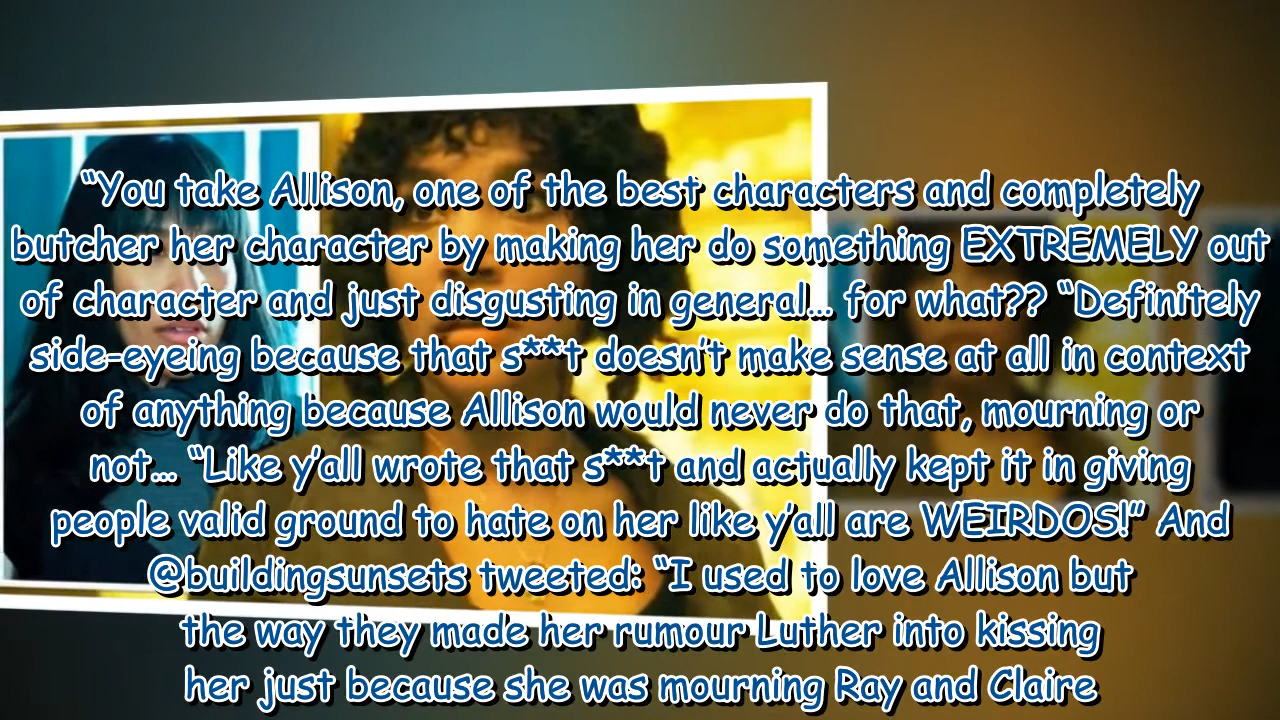 “You take Allison, one of the best characters and completely
butcher her character by making her do something EXTREMELY out
of character and just disgusting in general... for what?? “Definitely
side-eyeing because that s**t doesn’t make sense at all in context
of anything because Allison would never do that, mourning or
not... “Like y’all wrote that s**t and actually kept it in giving
people valid ground to hate on her like y’all are WEIRDOS!” And
@buildingsunsets tweeted: “I used to love Allison but
the way they made her rumour Luther into kissing
her just because she was mourning Ray and Claire